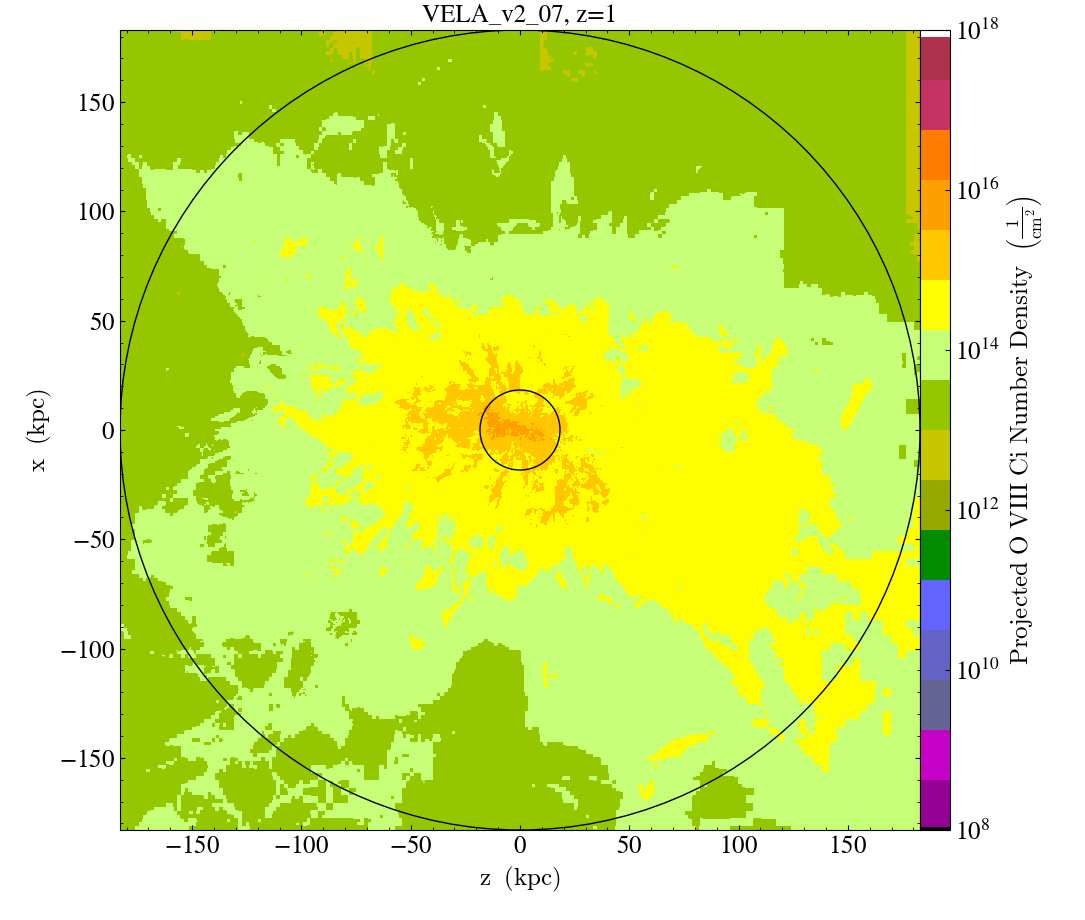 VELA_v2_07, z=1
150
100
50
0
−50
−100
−150
x (kpc)
−150 −100 −50 0 50 100 150
z (kpc)
10^18
10^16
10^14
10^12
10^10
10^8
Projected O VIII Ci Number Density (1/cm^2)